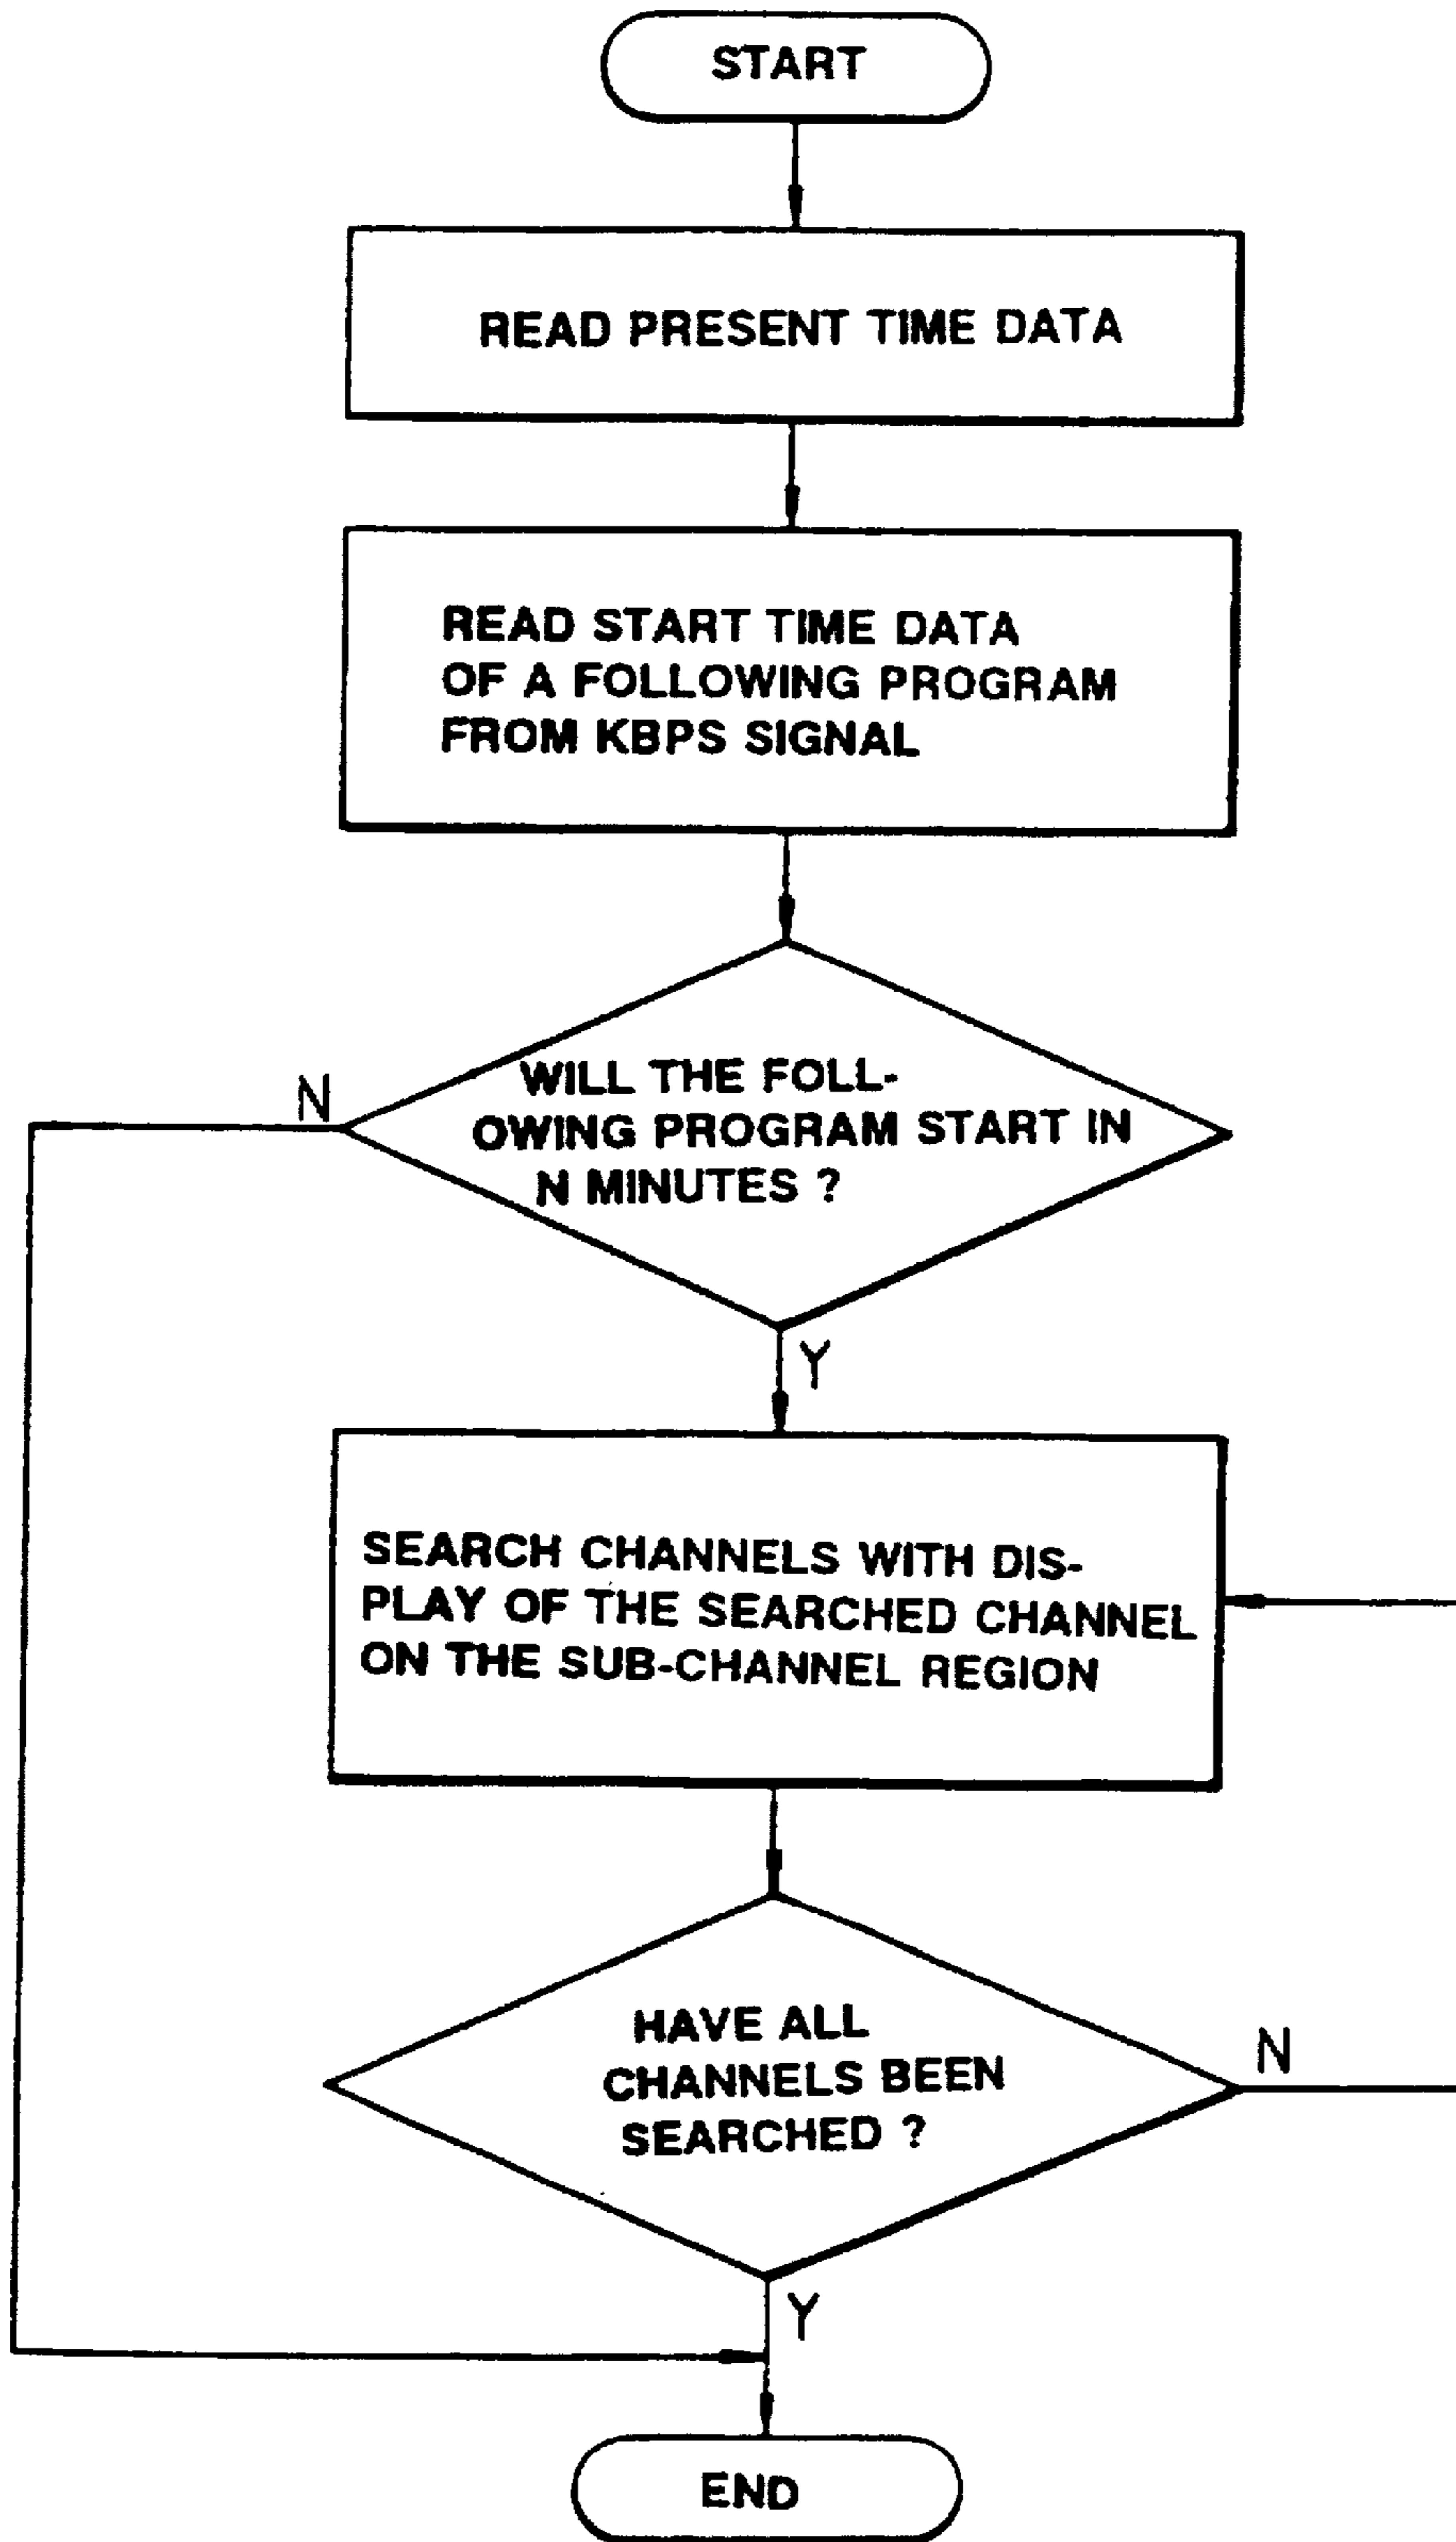 START
READ PRESENT TIME DATA
READ START TIME DATA
OF A FOLLOWING PROGRAM
FROM KBPS SIGNAL
WILL THE FOLL-
OWING PROGRAM START IN
N MINUTES ?
N
Y
SEARCH CHANNELS WITH DIS-
PLAY OF THE SEARCHED CHANNEL
ON THE SUB-CHANNEL REGION
HAVE ALL
CHANNELS BEEN
SEARCHED ?
N
Y
END